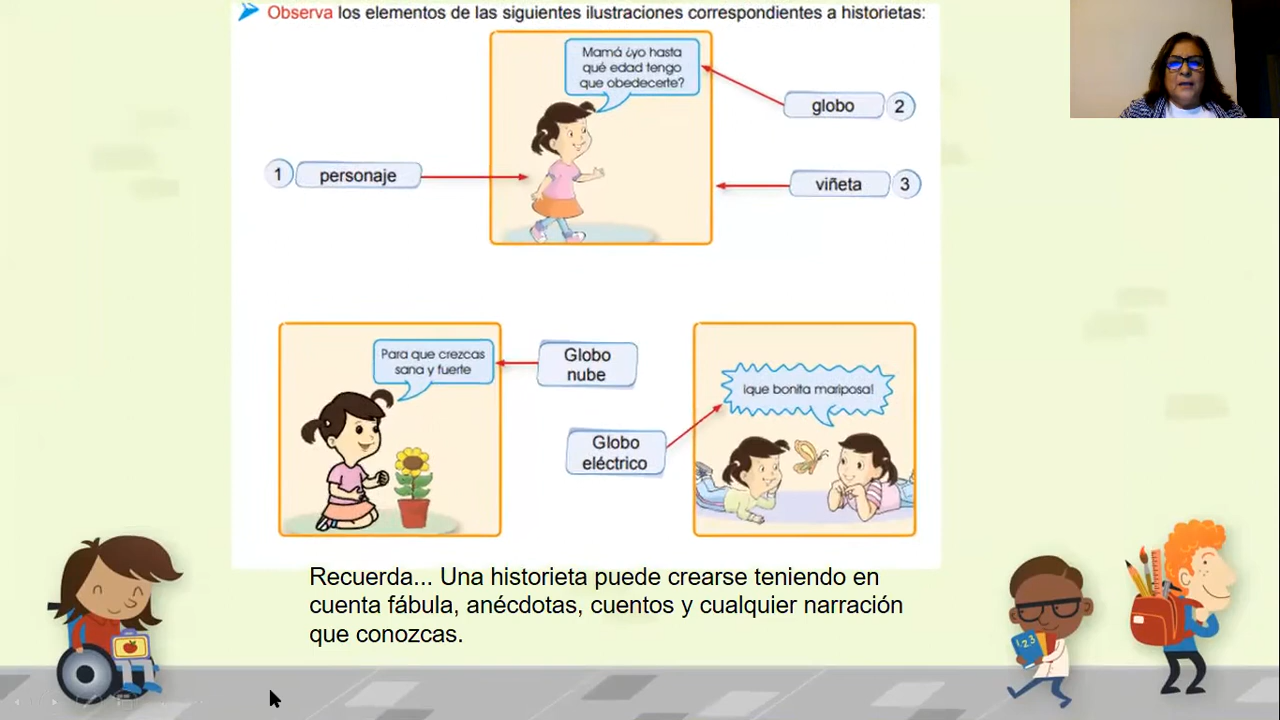 Observa los elementos de las siguientes ilustraciones correspondientes a historietas:
Mamá ¿yo hasta
qué edad tengo
que obedecerte?
globo 2
1 personaje
viñeta 3
Para que crezcas
sana y fuerte
Globo
nube
¡que bonita mariposa!
Globo
eléctrico
Recuerda... Una historieta puede crearse teniendo en
cuenta fábula, anécdotas, cuentos y cualquier narración
que conozcas.
123